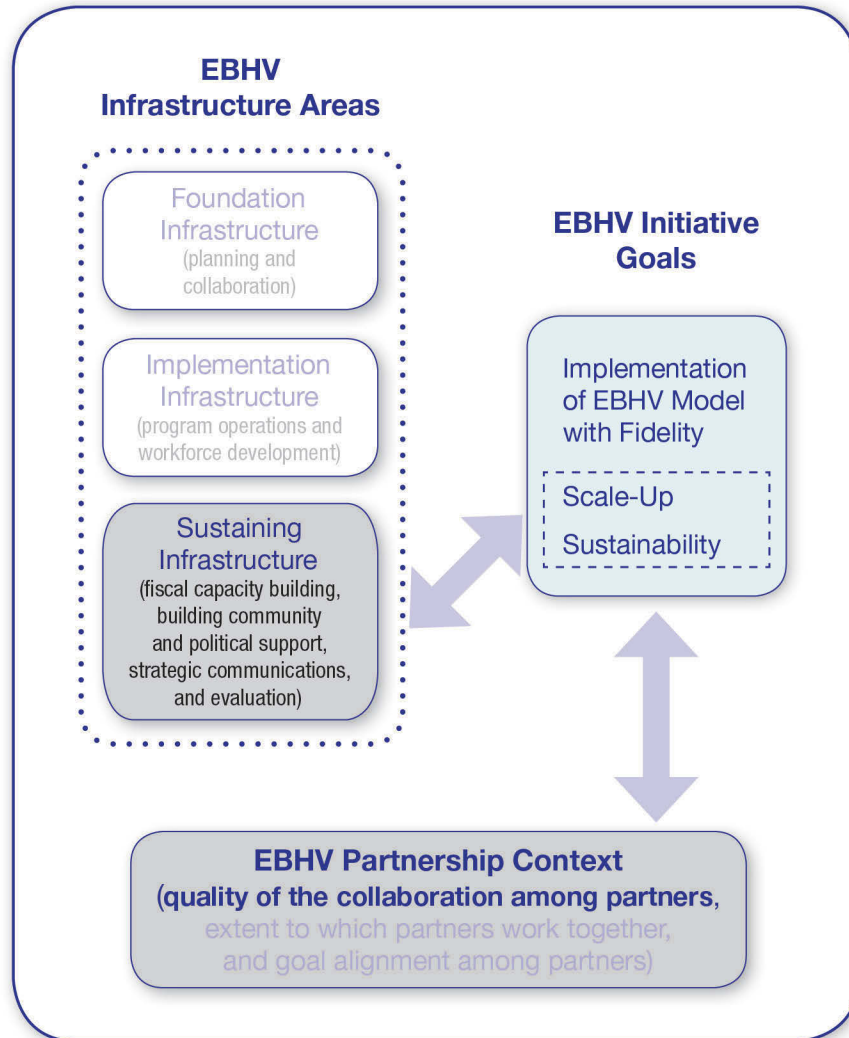 EBHV
Infrastructure Areas
Foundation
Infrastructure
(planning and
collaboration)
Implementation
Infrastructure
(program operations and
workforce development)
Sustaining
Infrastructure
(fiscal capacity building,
building community
and political support,
strategic communications,
and evaluation)
EBHV Initiative
Goals
Implementation
of EBHV Model
with Fidelity
Scale-Up
Sustainability
EBHV Partnership Context
(quality of the collaboration among partners,
extent to which partners work together,
and goal alignment among partners)